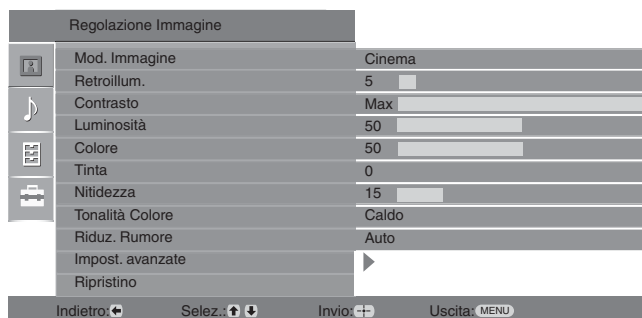 Regolazione Immagine
Mod. Immagine Cinema
Retroillum. 5
Contrasto Max
Luminosità 50
Colore 50
Tinta 0
Nitidezza 15
Tonalità Colore Caldo
Riduz. Rumore Auto
Impost. avanzate
Ripristino
Indietro: Selez.: Invio: Uscita: MENU